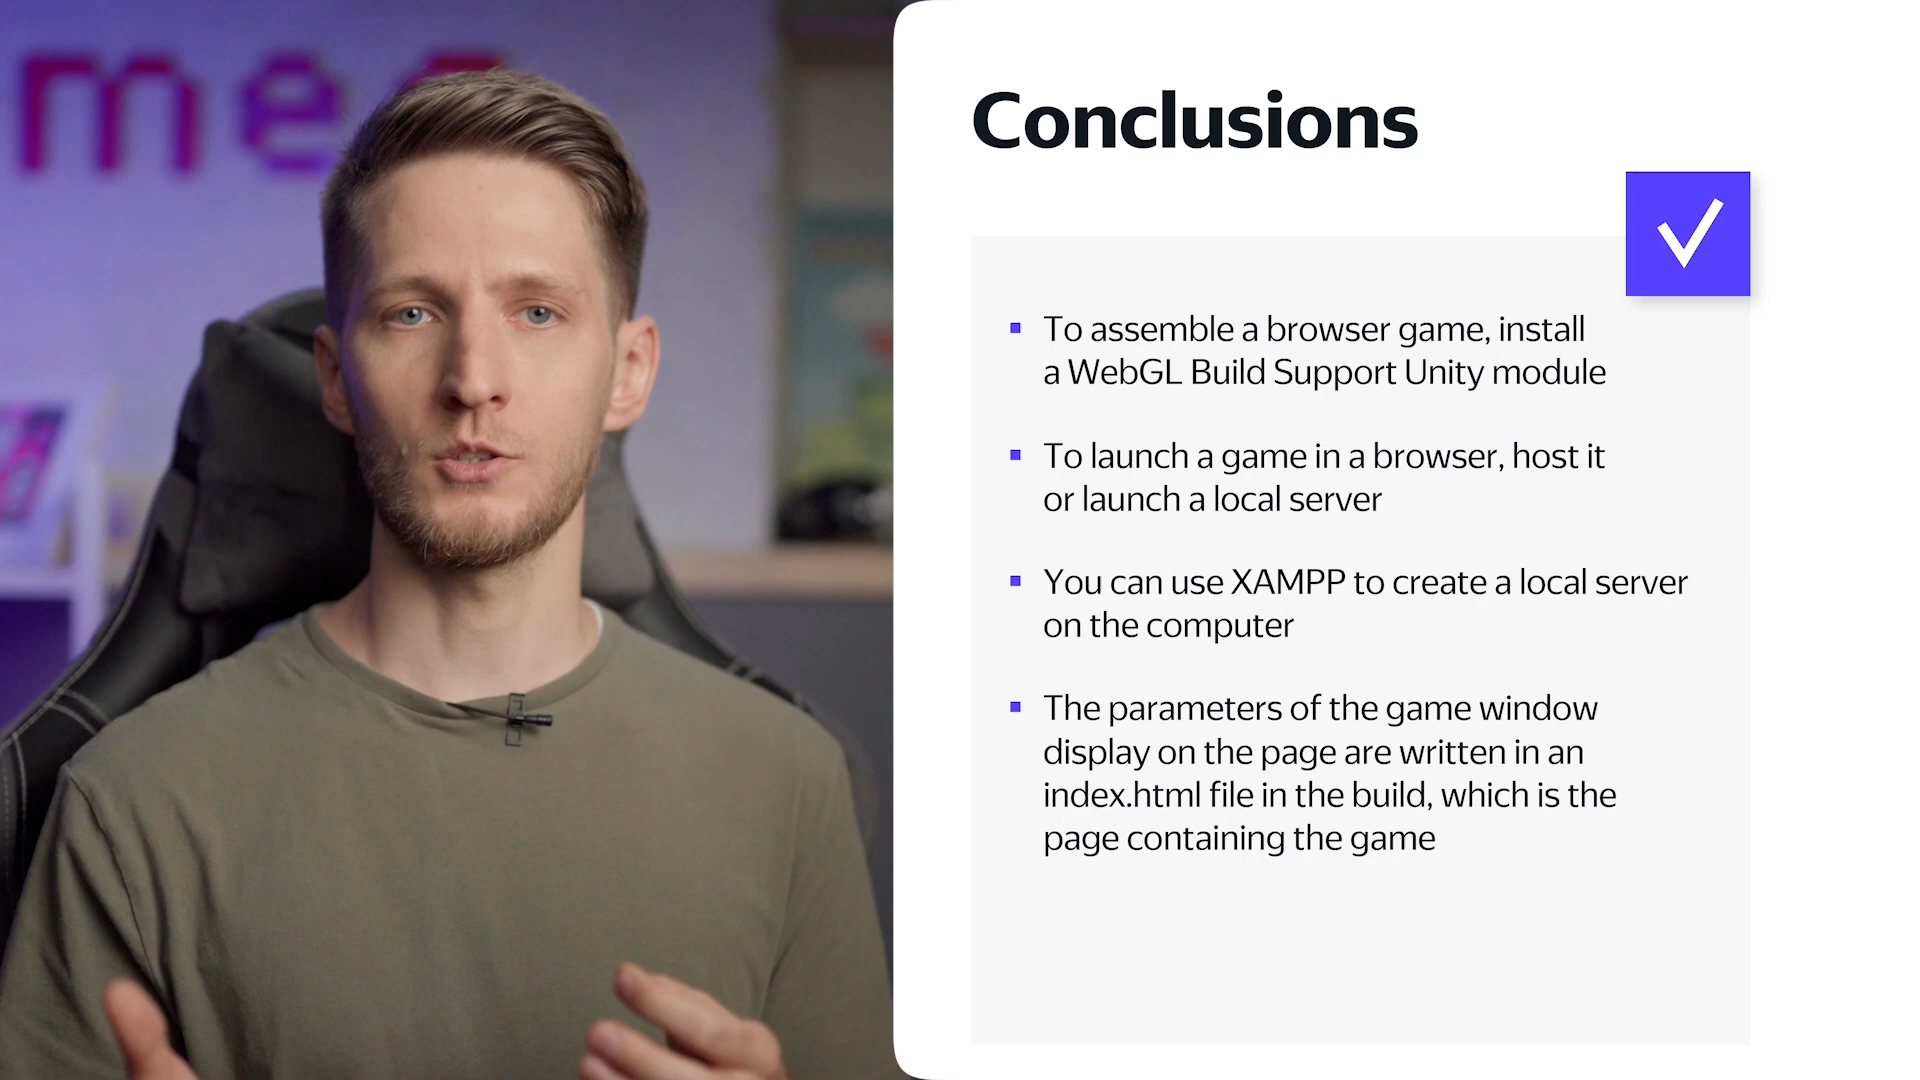 mes
Conclusions
To assemble a browser game, install
a WebGL Build Support Unity module
To launch a game in a browser, host it
or launch a local server
You can use XAMPP to create a local server
on the computer
The parameters of the game window
display on the page are written in an
index.html file in the build, which is the
page containing the game